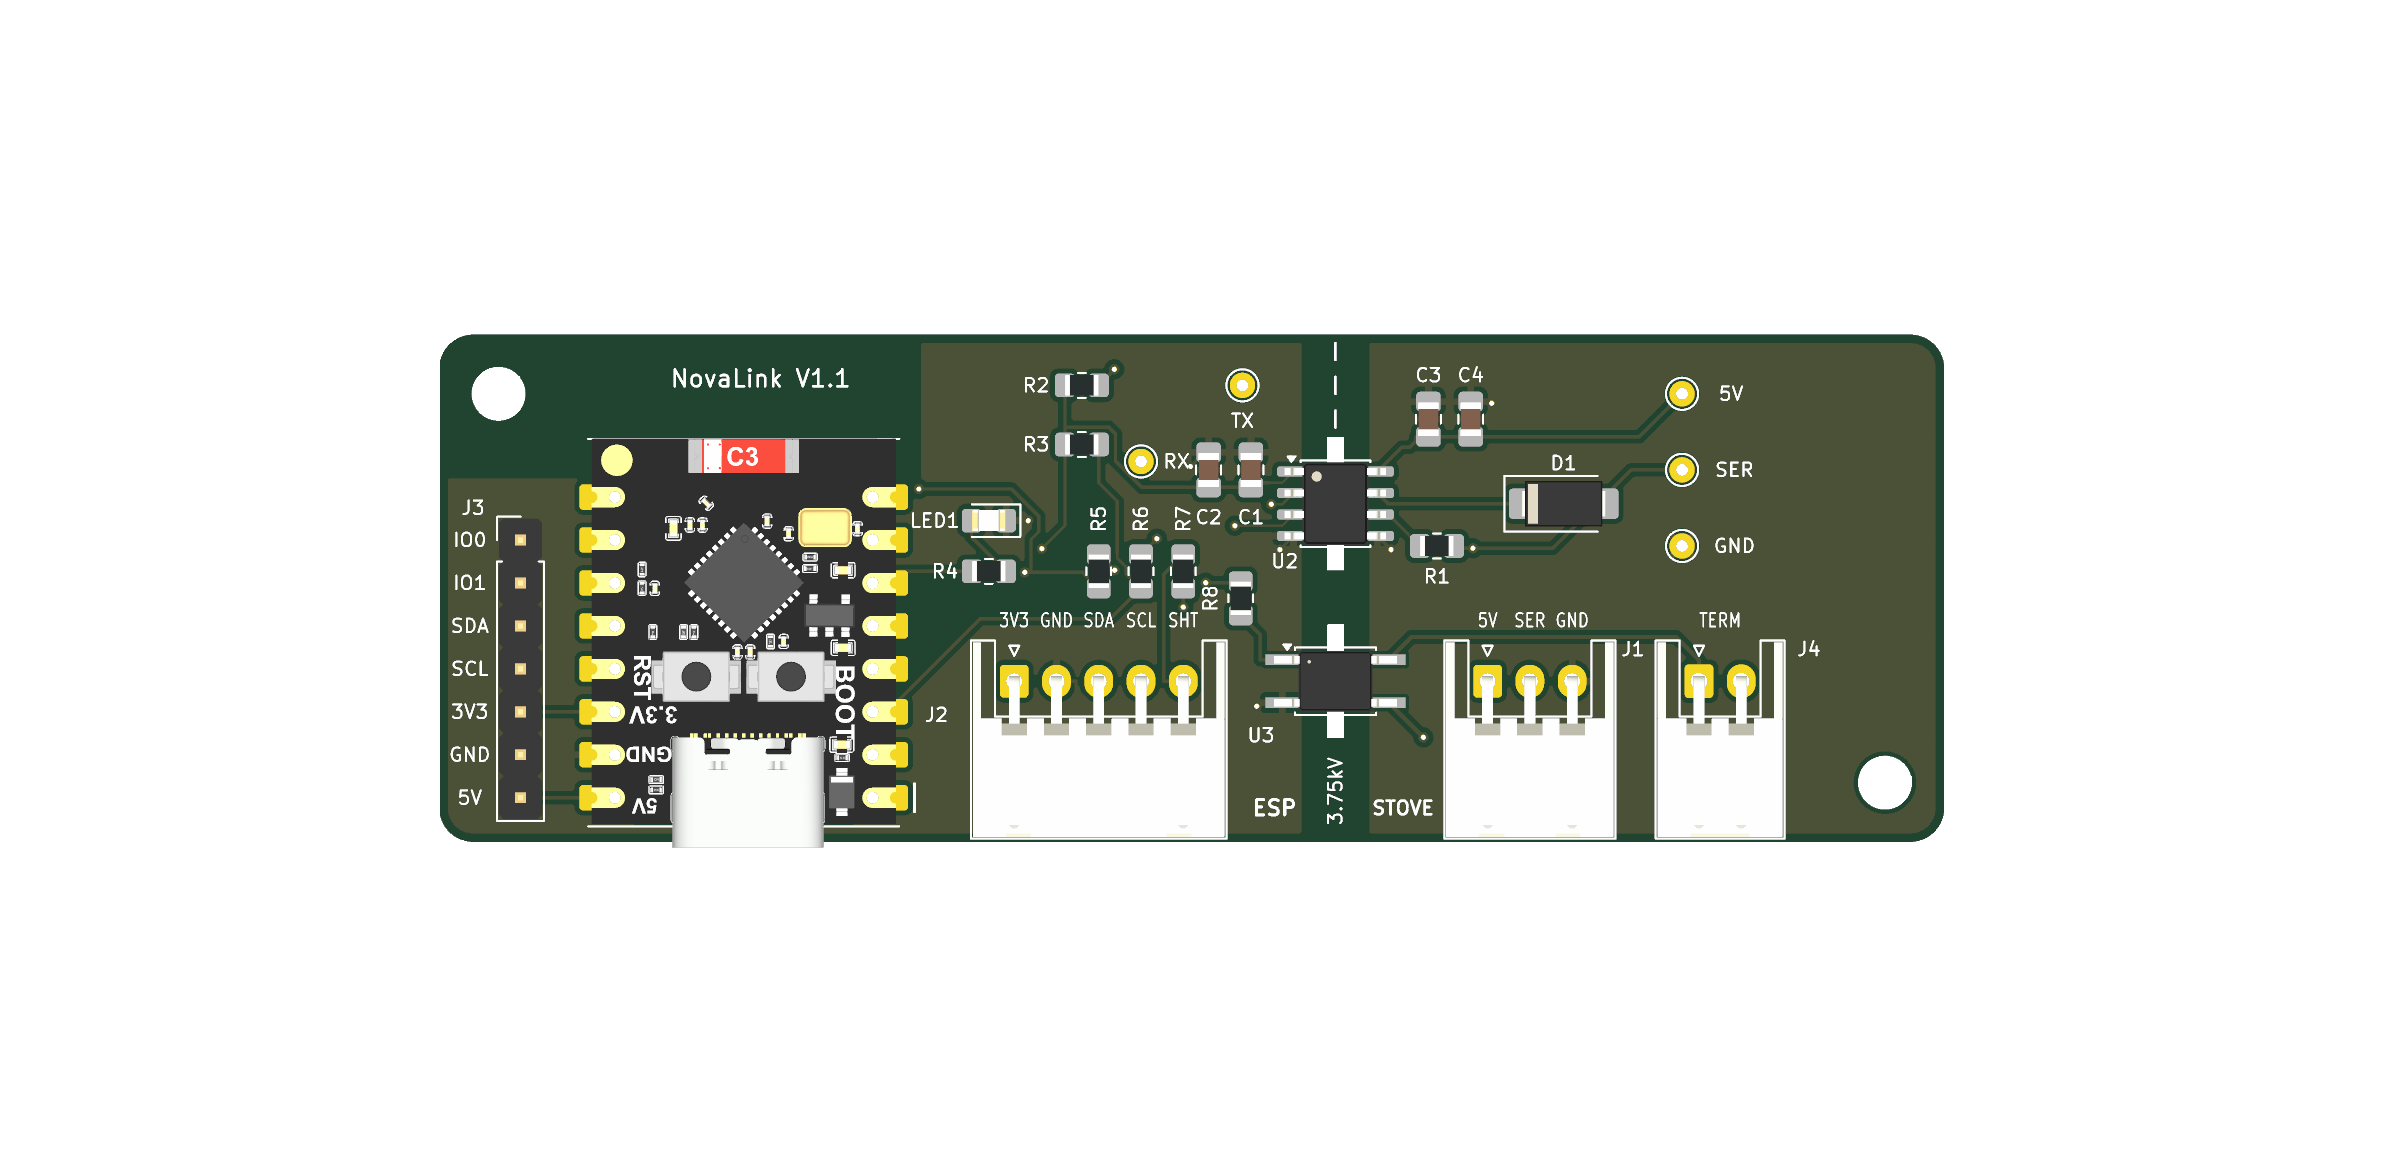 NovaLink V1.1
J3
IO0
IO1
SDA
SCL
3V3
GND
5V
C3
RST
BOOT
3.3V
GND
5V
J2
LED1
R4
R2
R3
RX
TX
C2
C1
R5
R6
R7
R8
3V3 GND SDA SCL SHT
U2
U3
ESP
3.75kV
STOVE
C3
C4
D1
R1
5V
SER
GND
5V SER GND
J1
TERM
J4